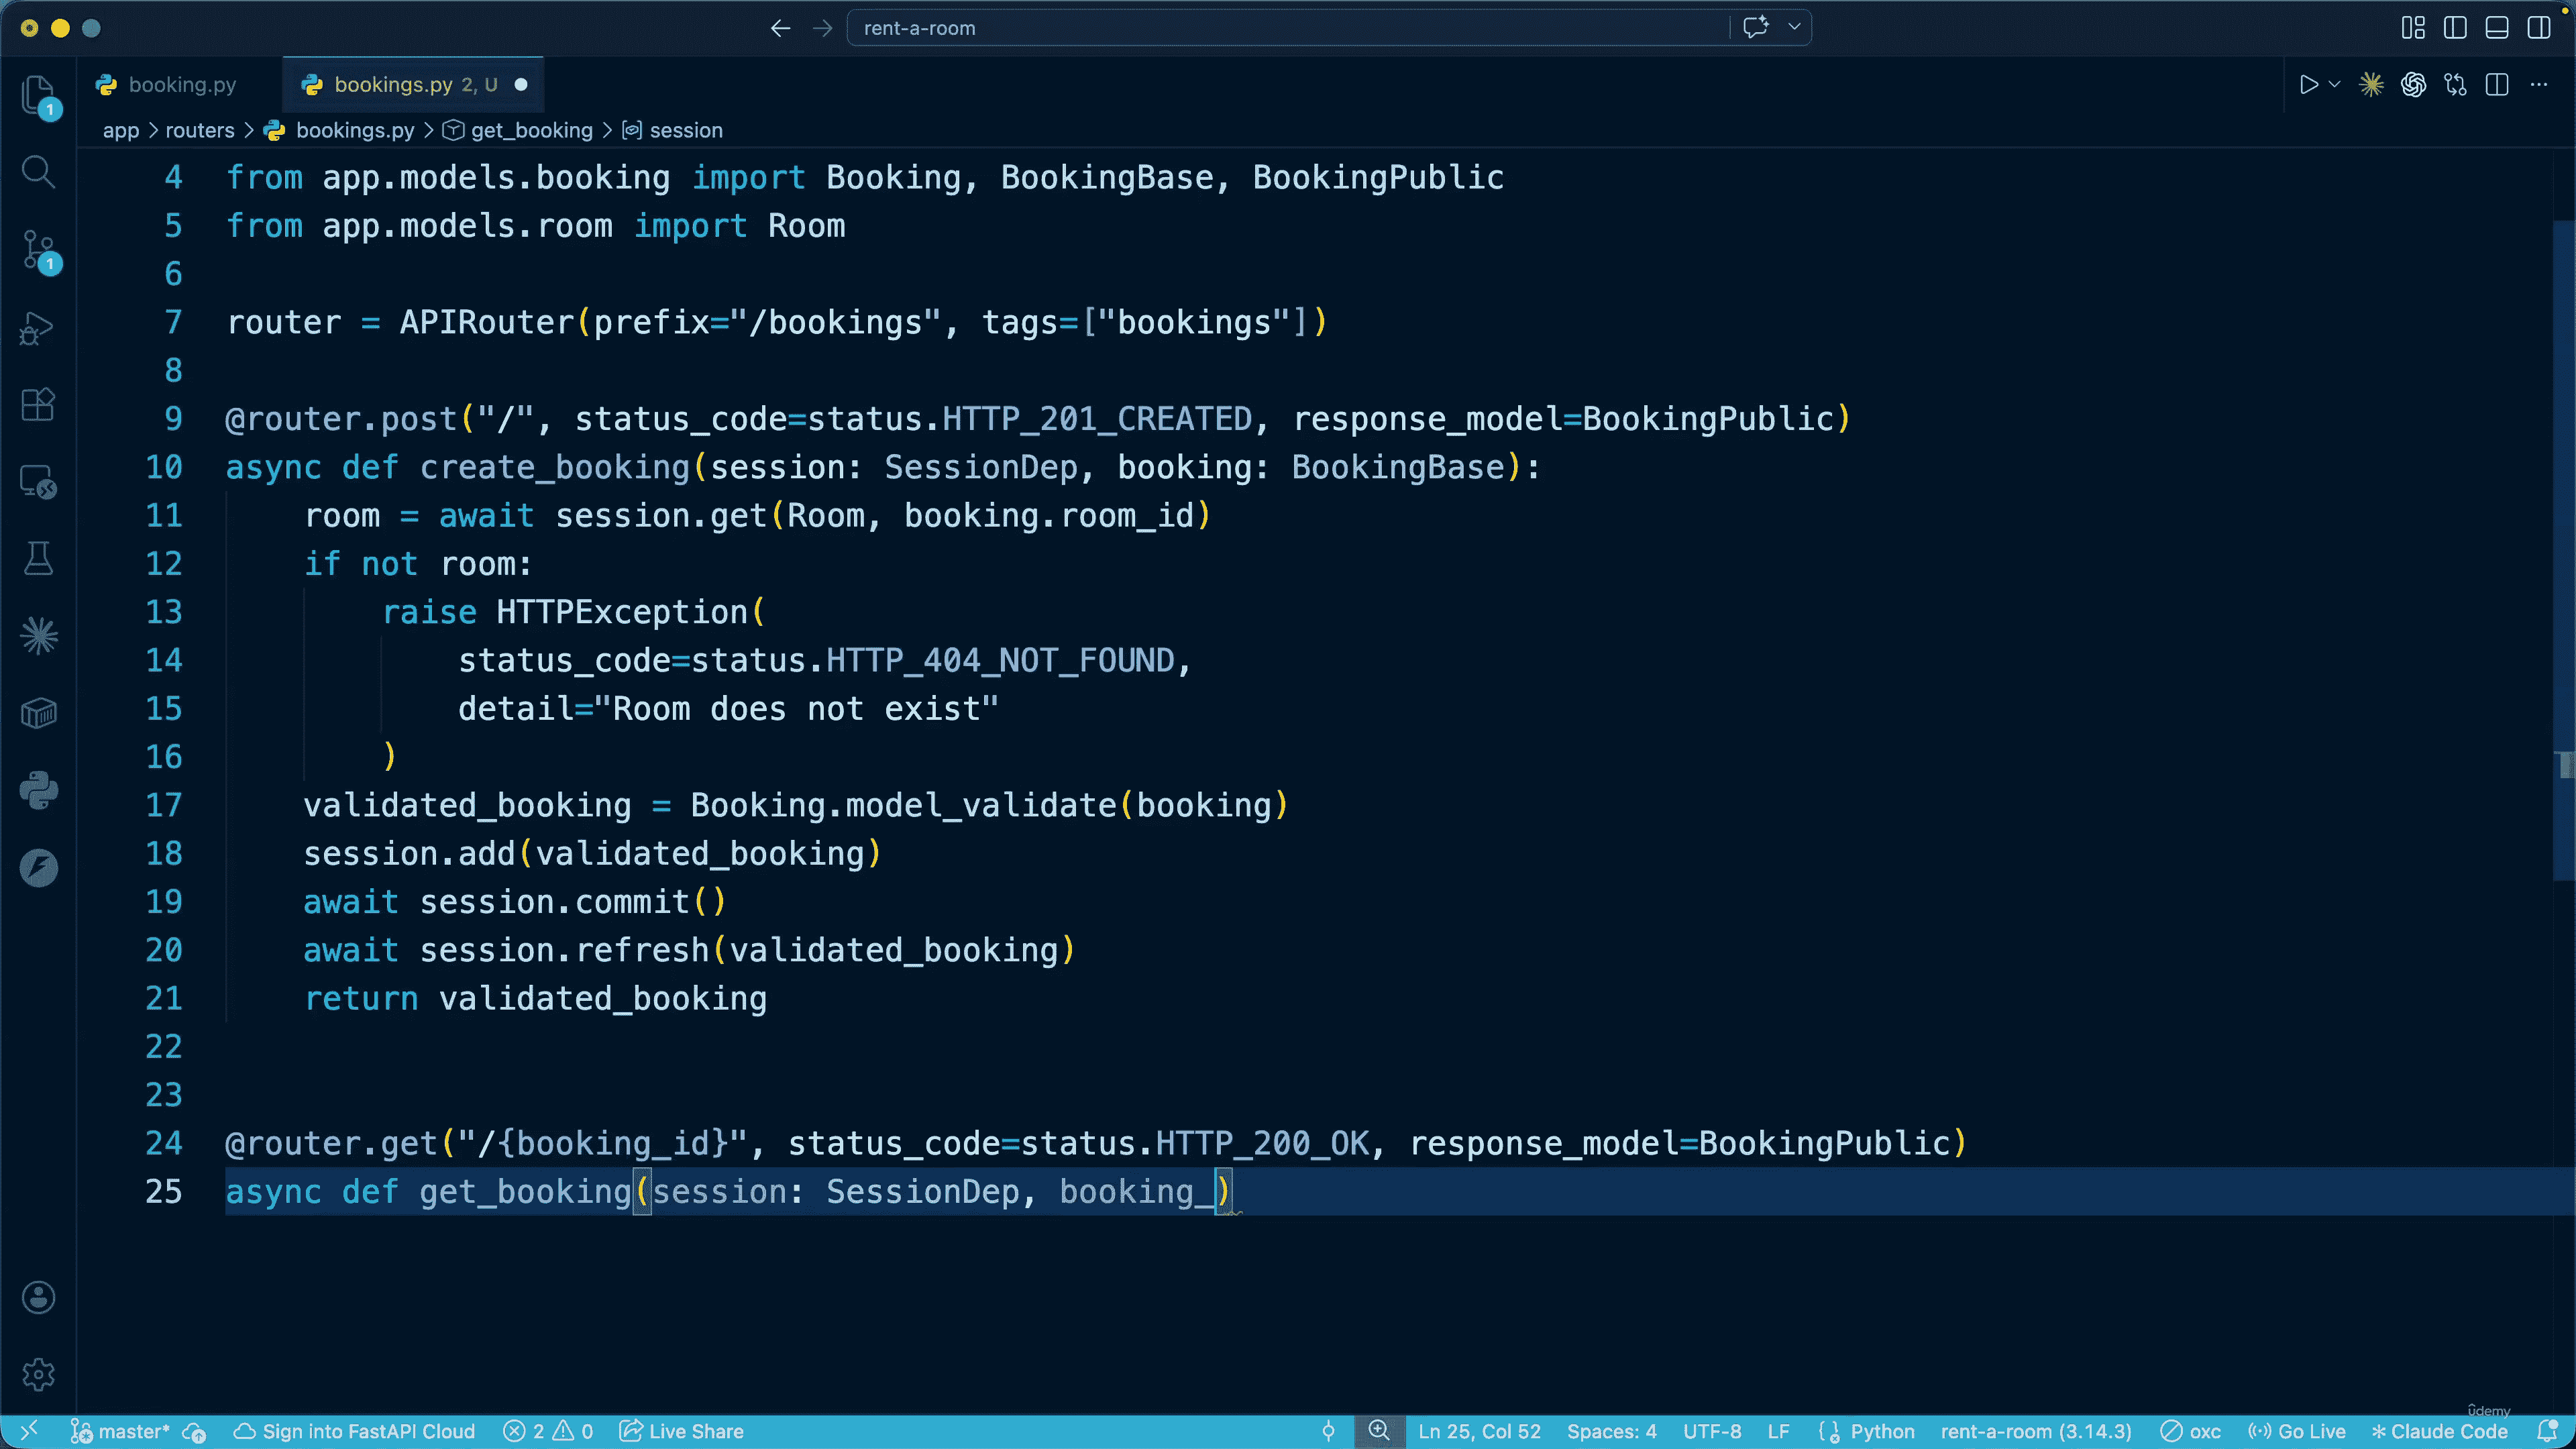 rent-a-room
booking.py
bookings.py 2, U
app > routers > bookings.py > get_booking > session
1
1
4 from app.models.booking import Booking, BookingBase, BookingPublic
5 from app.models.room import Room
6
7 router = APIRouter(prefix="/bookings", tags=["bookings"])
8
9 @router.post("/", status_code=status.HTTP_201_CREATED, response_model=BookingPublic)
10 async def create_booking(session: SessionDep, booking: BookingBase):
11     room = await session.get(Room, booking.room_id)
12     if not room:
13         raise HTTPException(
14             status_code=status.HTTP_404_NOT_FOUND,
15             detail="Room does not exist"
16         )
17     validated_booking = Booking.model_validate(booking)
18     session.add(validated_booking)
19     await session.commit()
20     await session.refresh(validated_booking)
21     return validated_booking
22
23
24 @router.get("/{booking_id}", status_code=status.HTTP_200_OK, response_model=BookingPublic)
25 async def get_booking(session: SessionDep, booking_)
udemy
master* Sign into FastAPI Cloud 2 0 Live Share Ln 25, Col 52 Spaces: 4 UTF-8 LF Python rent-a-room (3.14.3) oxc Go Live Claude Code